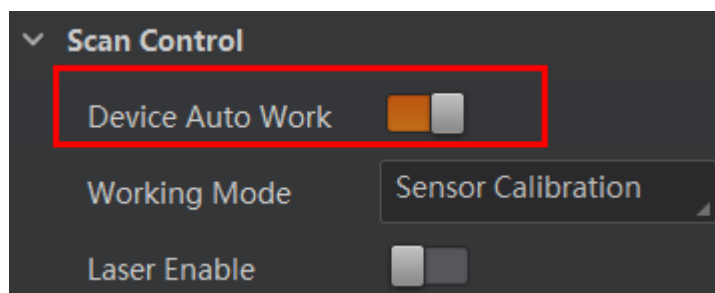 Scan Control
Device Auto Work
Working Mode Sensor Calibration
Laser Enable